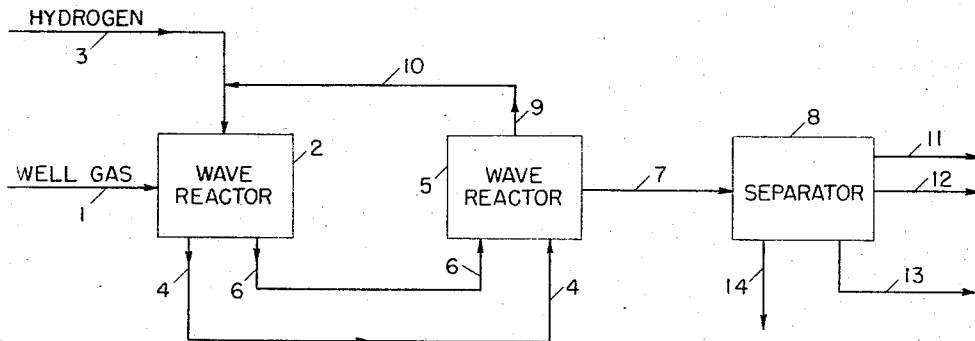 HYDROGEN
3
10
9
8
2
11
WELL GAS
1
WAVE
REACTOR
5
WAVE
REACTOR
7
SEPARATOR
12
4
6
6
4
14
13